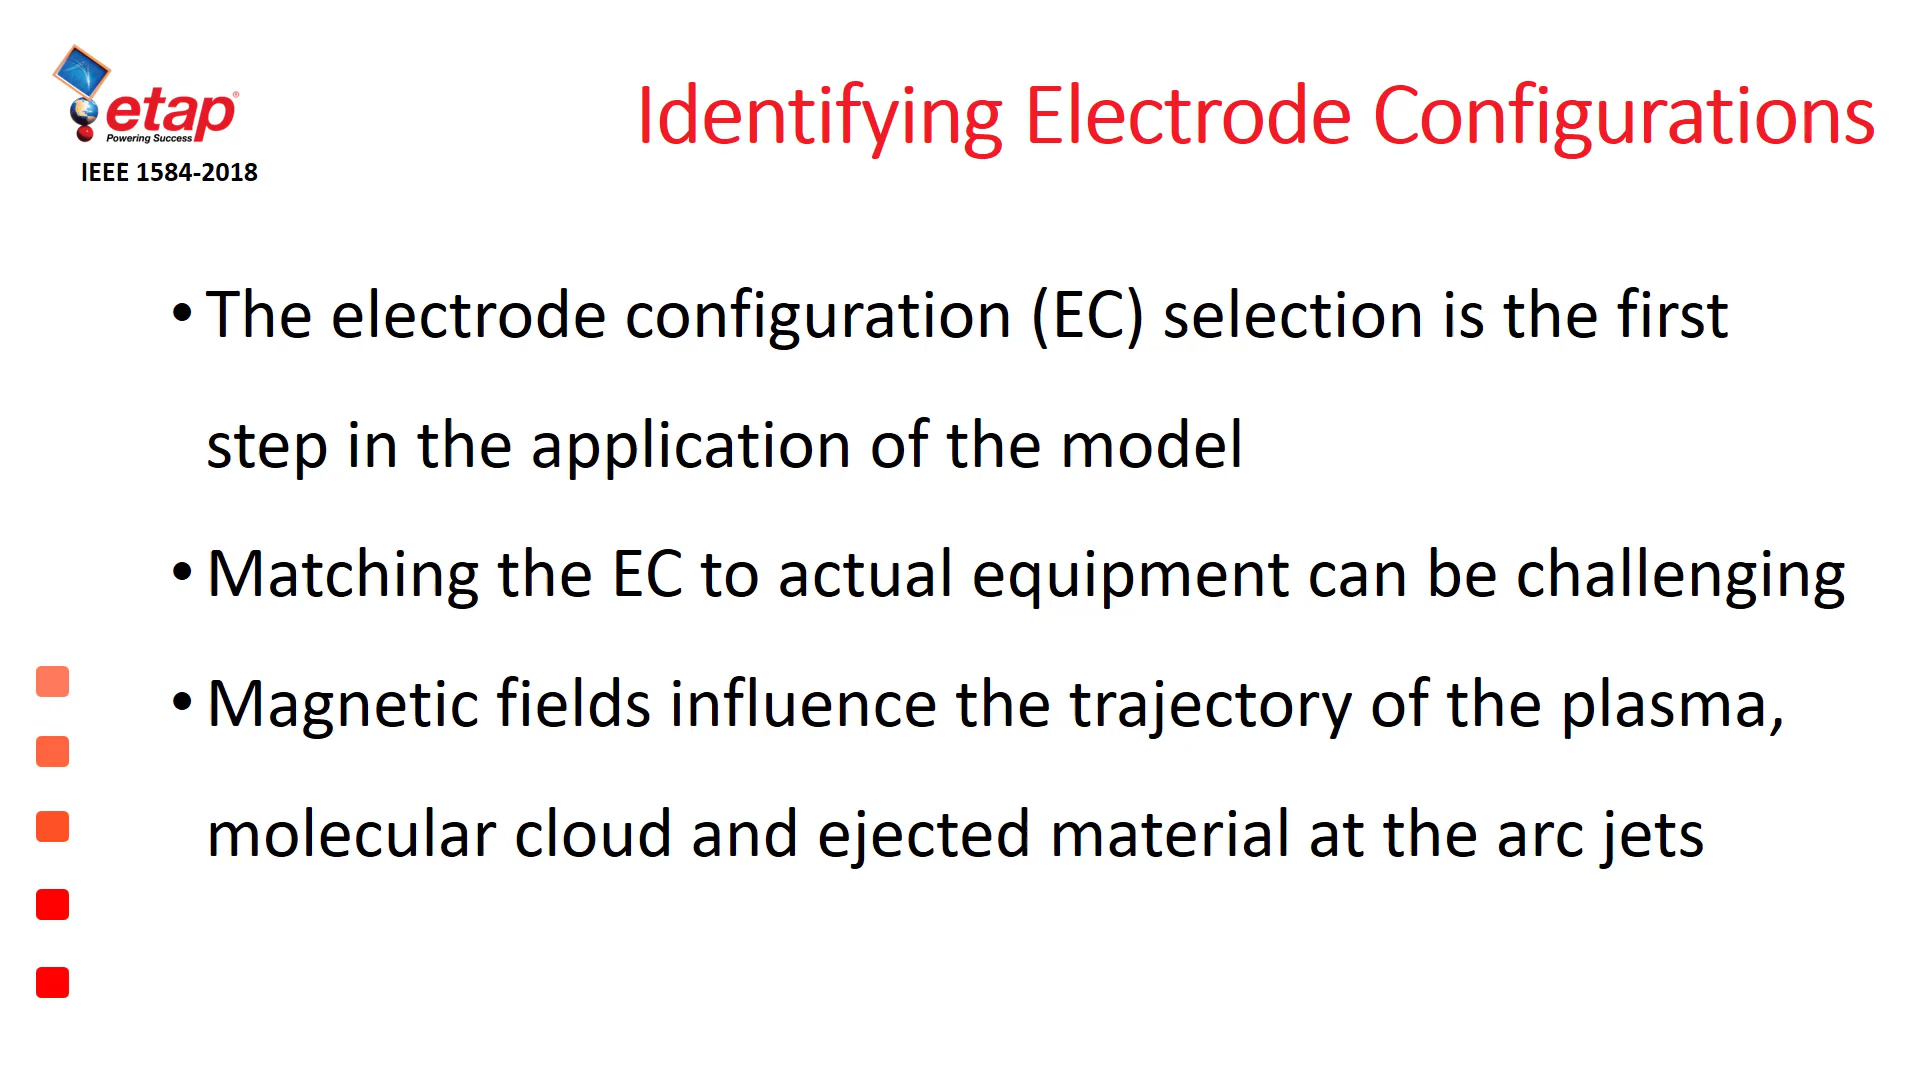 etap®
Powering Success
IEEE 1584-2018
Identifying Electrode Configurations
• The electrode configuration (EC) selection is the first
step in the application of the model
• Matching the EC to actual equipment can be challenging
• Magnetic fields influence the trajectory of the plasma,
molecular cloud and ejected material at the arc jets